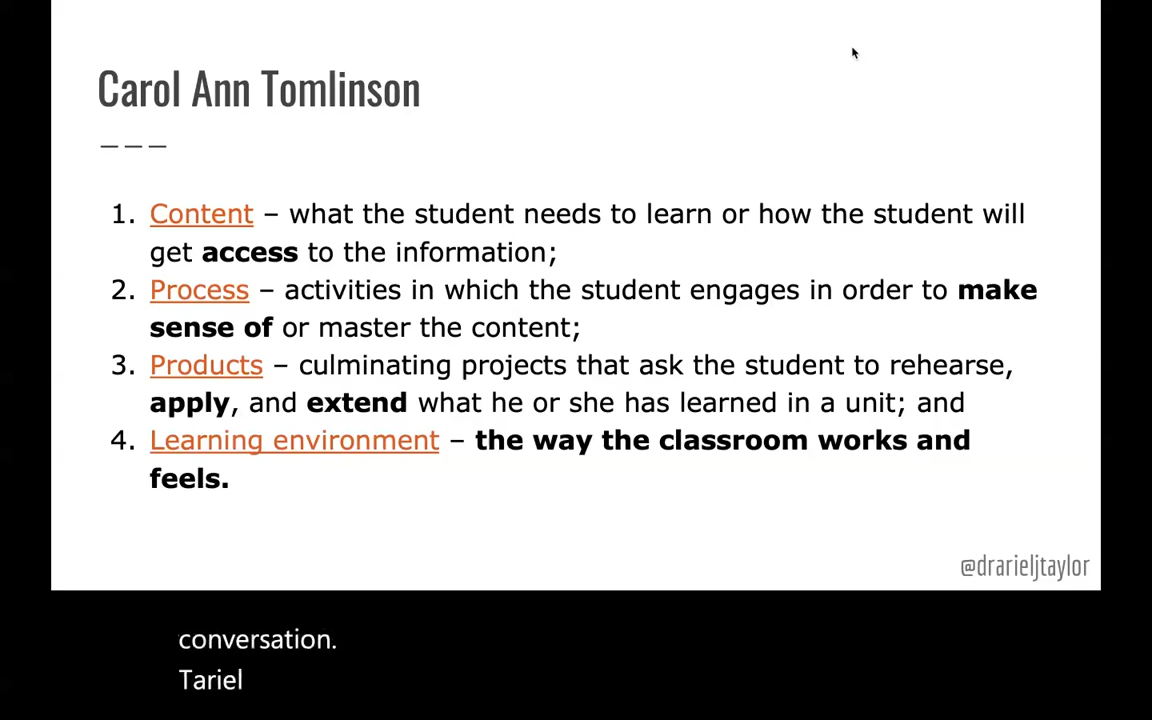 Carol Ann Tomlinson
———
1. Content – what the student needs to learn or how the student will
get access to the information;
2. Process – activities in which the student engages in order to make
sense of or master the content;
3. Products – culminating projects that ask the student to rehearse,
apply, and extend what he or she has learned in a unit; and
4. Learning environment – the way the classroom works and
feels.
@drarieljtaylor
conversation.
Tariel